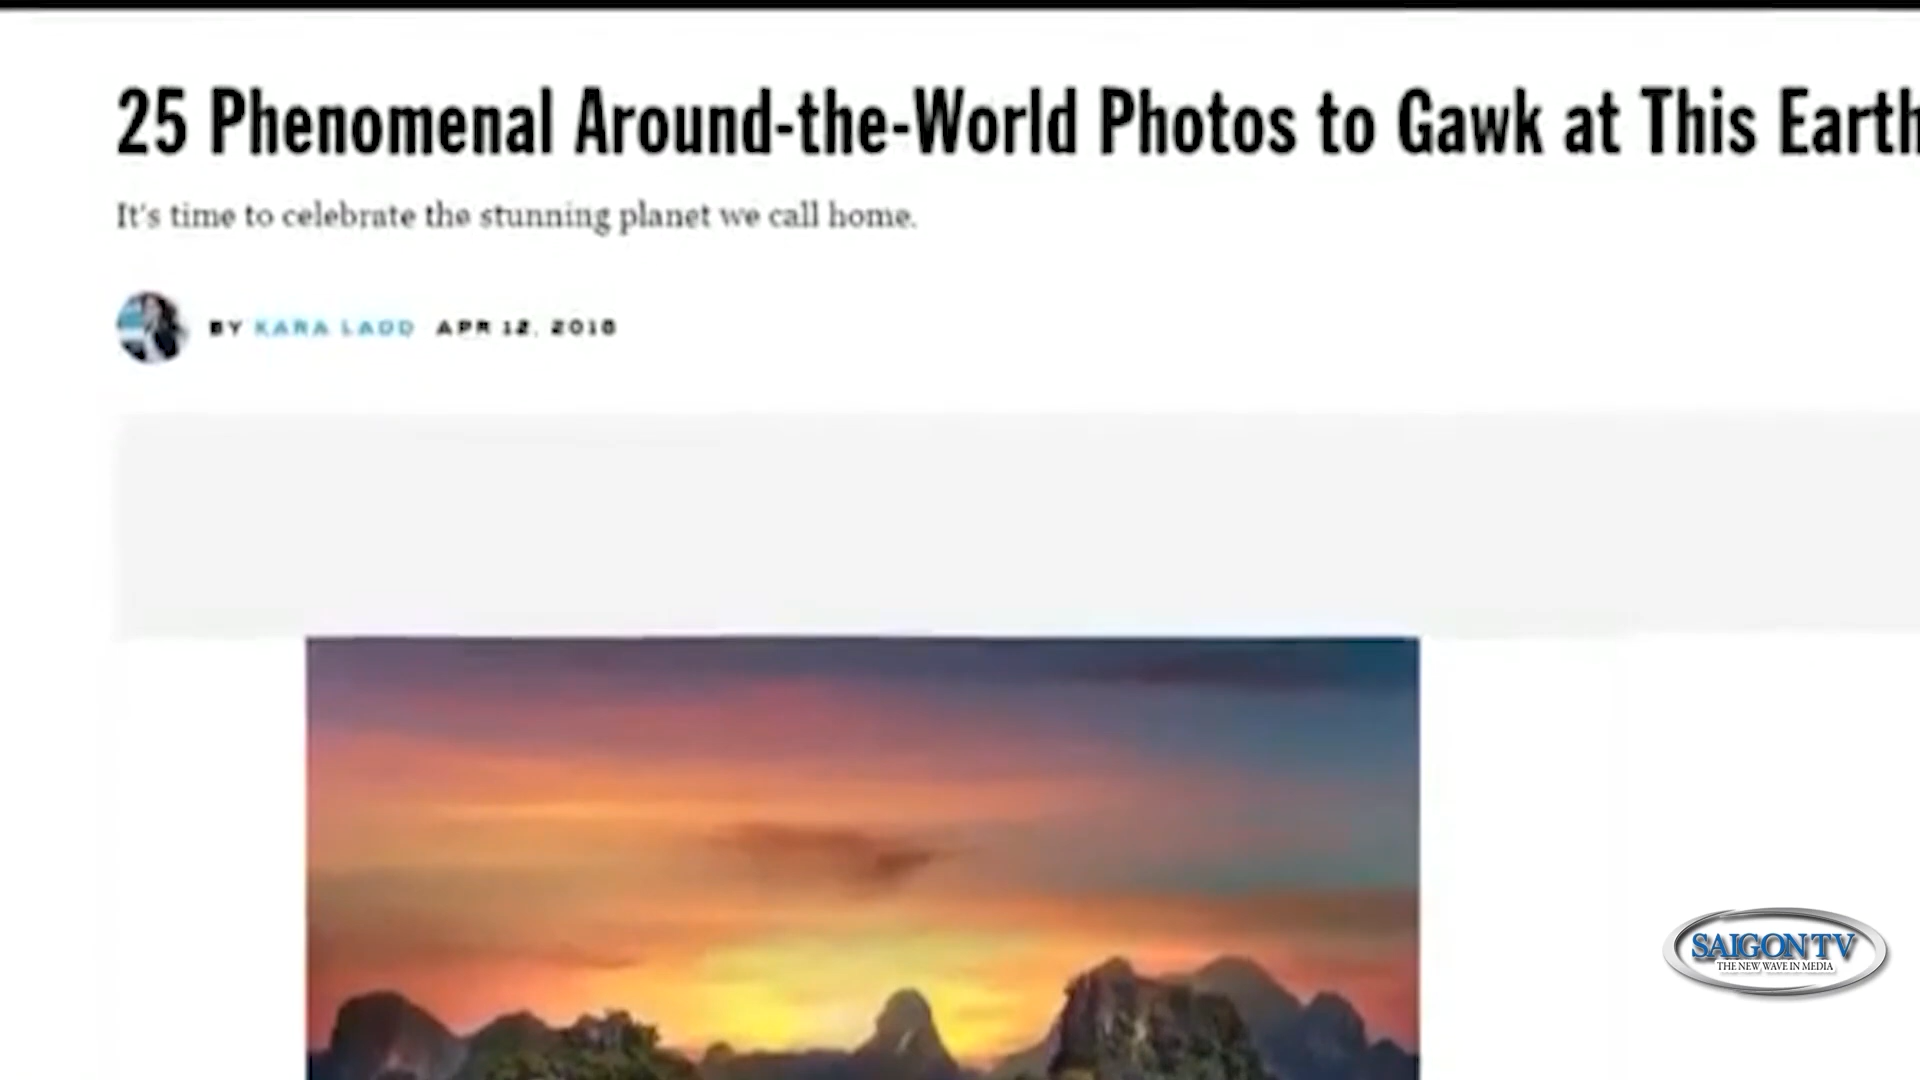 25 Phenomenal Around-the-World Photos to Gawk at This Earth
It's time to celebrate the stunning planet we call home.
BY KARA LADD APR 12, 2018
SAIGON TV
THE NEW WAVE IN MEDIA